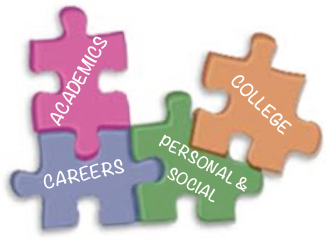 ACADEMICS
COLLEGE
CAREERS
PERSONAL &
SOCIAL